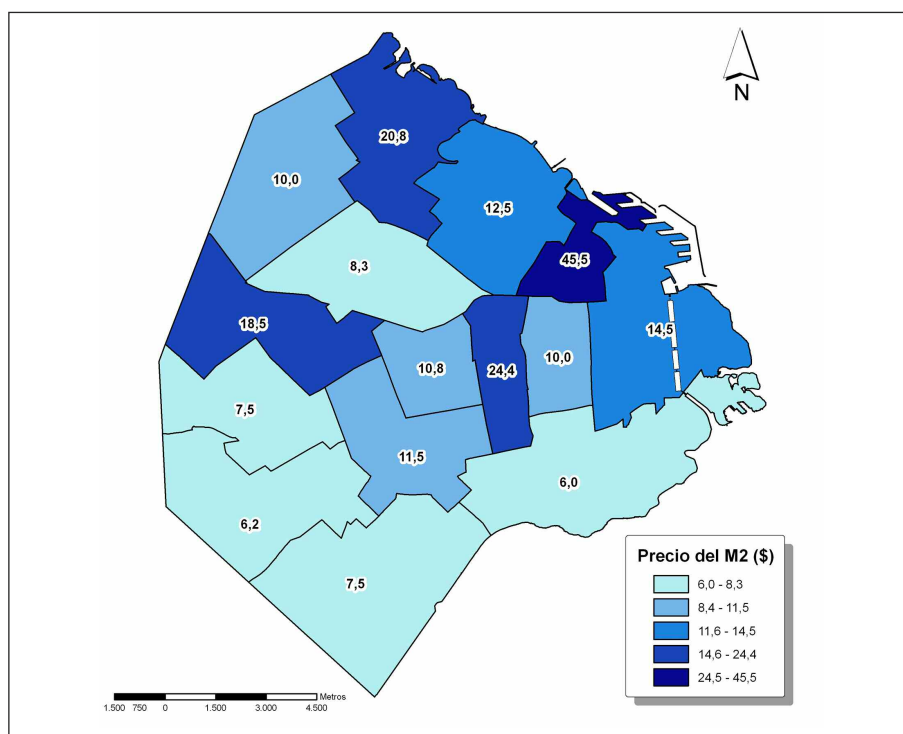 N
20,8
10,0
12,5
45,5
8,3
18,5
14,5
10,8
24,4
10,0
7,5
11,5
6,0
6,2
7,5
Precio del M2 ($)
6,0 - 8,3
8,4 - 11,5
11,6 - 14,5
14,6 - 24,4
24,5 - 45,5
Metros
1.500 750 0 1.500 3.000 4.500